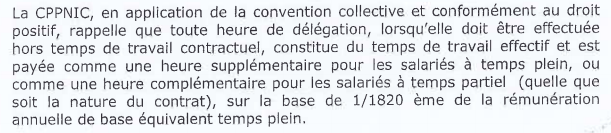 La CPPNIC, en application de la convention collective et conformément au droit
positif, rappelle que toute heure de délégation, lorsqu'elle doit être effectuée
hors temps de travail contractuel, constitue du temps de travail effectif et est
payée comme une heure supplémentaire pour les salariés à temps plein, ou
comme une heure complémentaire pour les salariés à temps partiel (quelle que
soit la nature du contrat), sur la base de 1/1820 ème de la rémunération
annuelle de base équivalent temps plein.